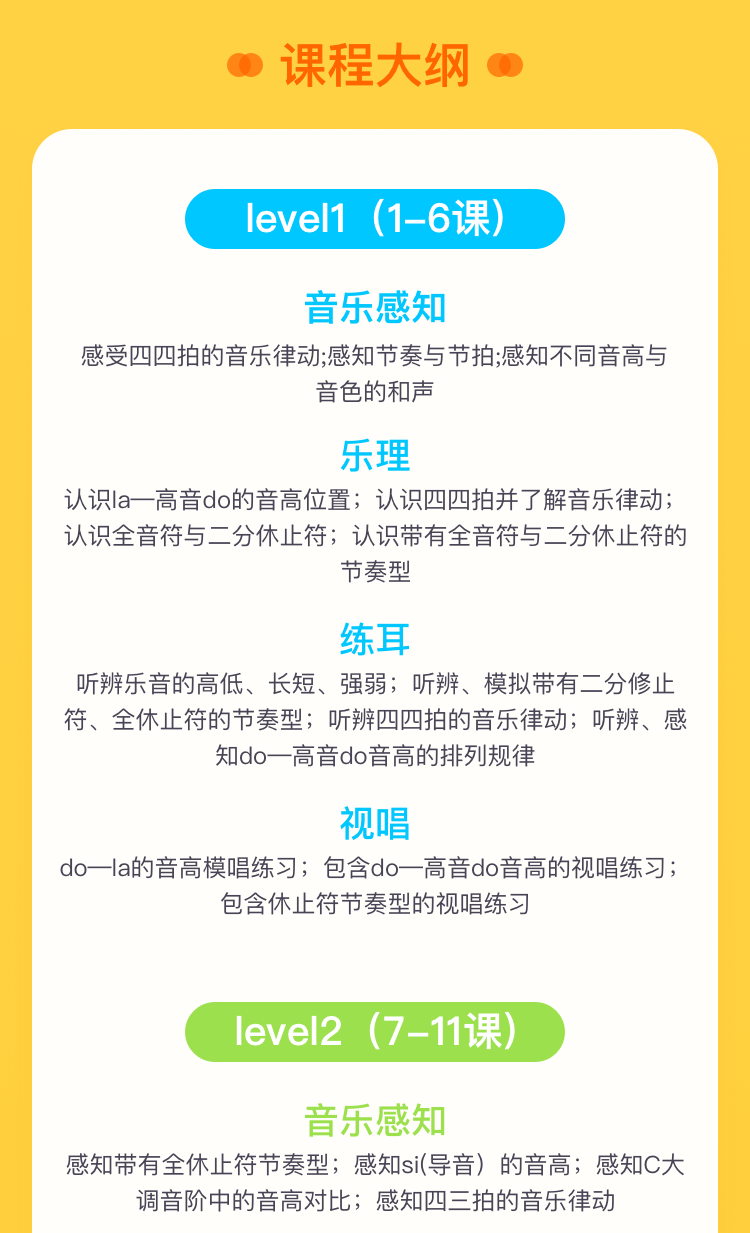 课程大纲
level1（1–6课）
音乐感知
感受四四拍的音乐律动;感知节奏与节拍;感知不同音高与
音色的和声
乐理
认识la—高音do的音高位置；认识四四拍并了解音乐律动；
认识全音符与二分休止符；认识带有全音符与二分休止符的
节奏型
练耳
听辨乐音的高低、长短、强弱；听辨、模拟带有二分修止
符、全休止符的节奏型；听辨四四拍的音乐律动；听辨、感
知do—高音do音高的排列规律
视唱
do—la的音高模唱练习；包含do—高音do音高的视唱练习；
包含休止符节奏型的视唱练习
level2（7–11课）
音乐感知
感知带有全休止符节奏型；感知si(导音）的音高；感知C大
调音阶中的音高对比；感知四三拍的音乐律动